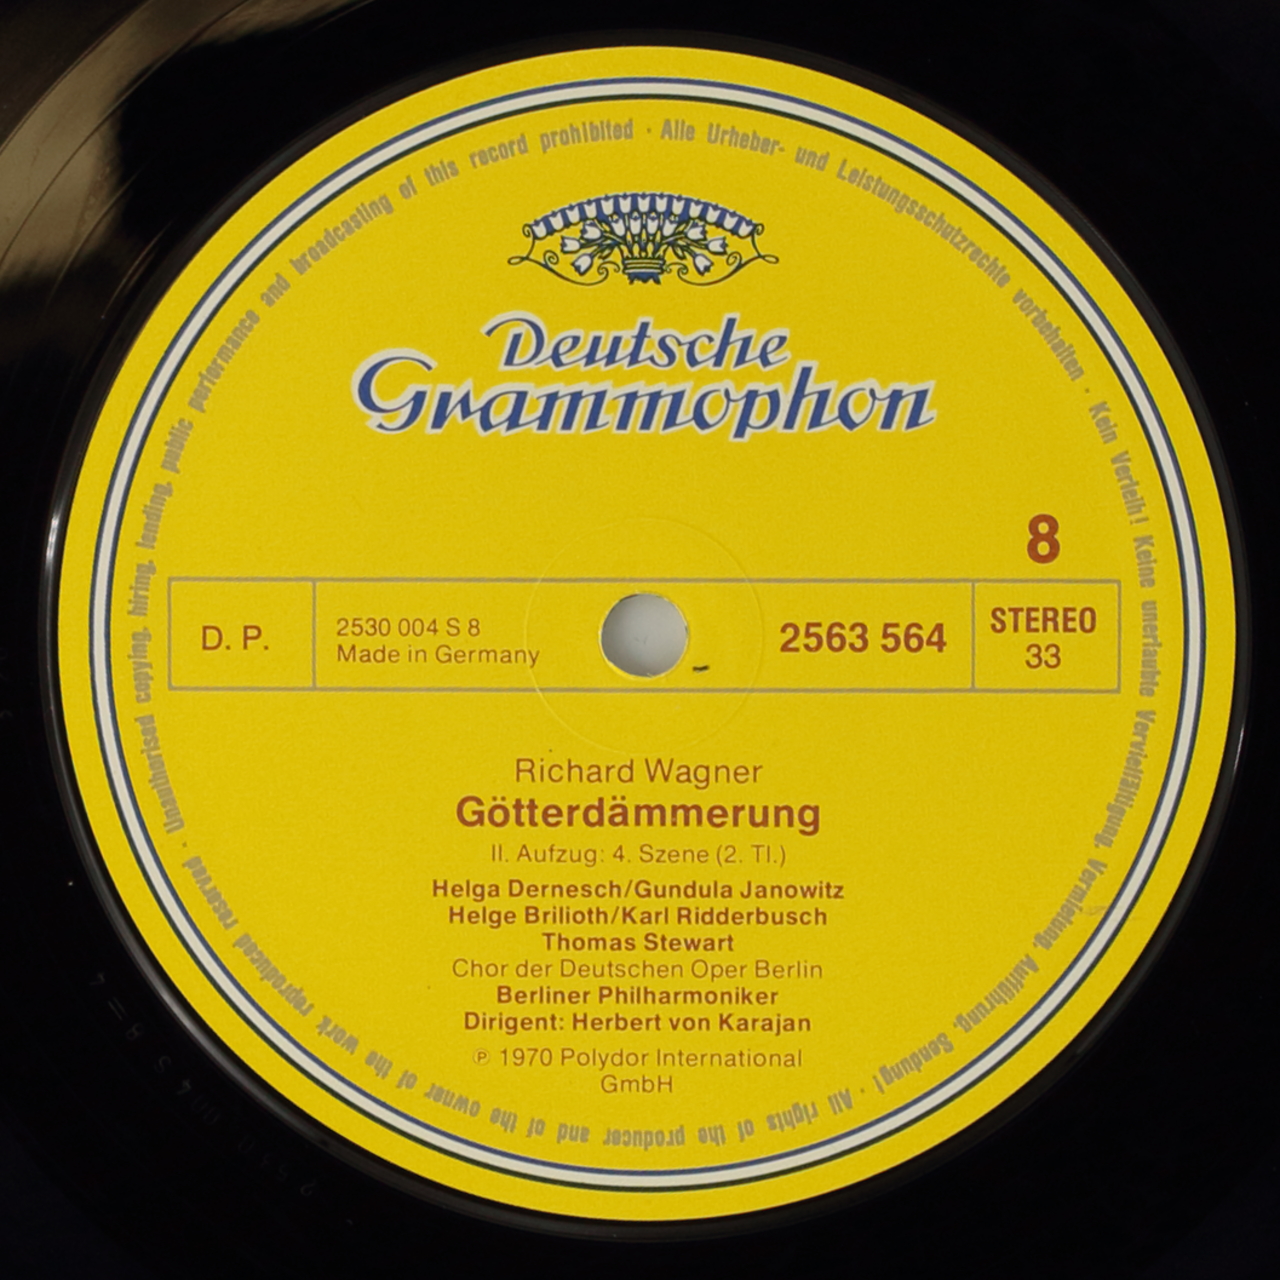 Unauthorised copying, hiring, lending, public performance and broadcasting of this record prohibited · Alle Urheber- und Leistungsschutzrechte vorbehalten · Kein Verleih! Keine unerlaubte Vervielfältigung, Vermietung, Aufführung, Sendung! · All rights of the producer and of the owner of the work reproduced reserved ·
Deutsche
Grammophon
8
D. P.
2530 004 S 8
Made in Germany
2563 564
STEREO
33
Richard Wagner
Götterdämmerung
II. Aufzug: 4. Szene (2. Tl.)
Helga Dernesch/Gundula Janowitz
Helge Brilioth/Karl Ridderbusch
Thomas Stewart
Chor der Deutschen Oper Berlin
Berliner Philharmoniker
Dirigent: Herbert von Karajan
℗ 1970 Polydor International
GmbH